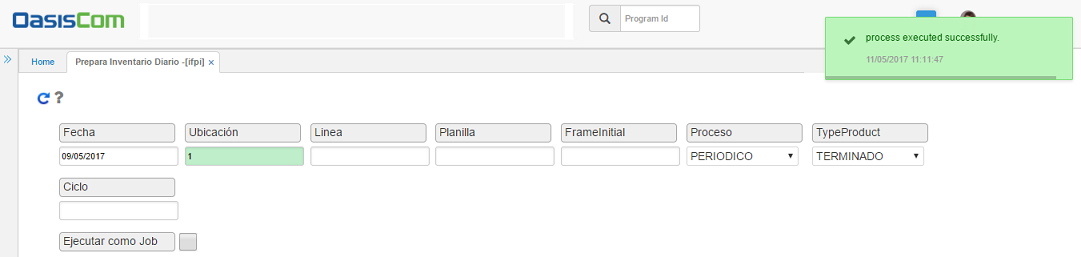 OasisCom
Program Id
process executed successfully.
11/05/2017 11:11:47
Home
Prepara Inventario Diario -[ifpi] ×
?
Fecha Ubicación Linea Planilla FrameInitial Proceso TypeProduct
09/05/2017 1 PERIODICO TERMINADO
Ciclo
Ejecutar como Job